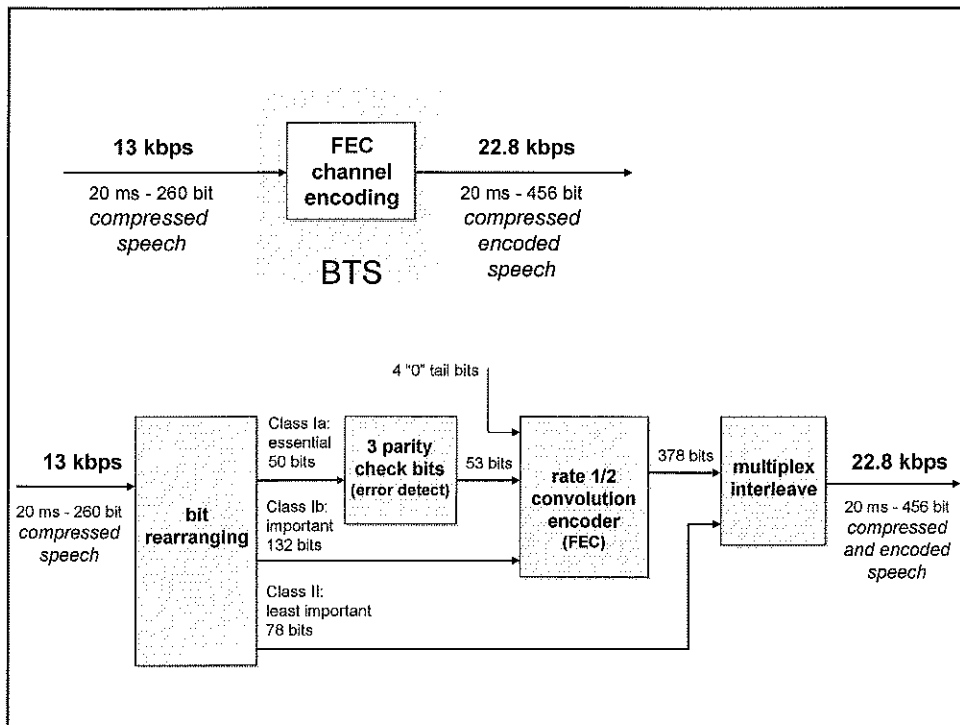 13 kbps
20 ms - 260 bit
compressed
speech
FEC
channel
encoding
BTS
22.8 kbps
20 ms - 456 bit
compressed
encoded
speech
4 "0" tail bits
13 kbps
20 ms - 260 bit
compressed
speech
bit
rearranging
Class Ia:
essential
50 bits
3 parity
check bits
(error detect)
53 bits
Class Ib:
important
132 bits
Class II:
least important
78 bits
rate 1/2
convolution
encoder
(FEC)
378 bits
multiplex
interleave
22.8 kbps
20 ms - 456 bit
compressed
and encoded
speech